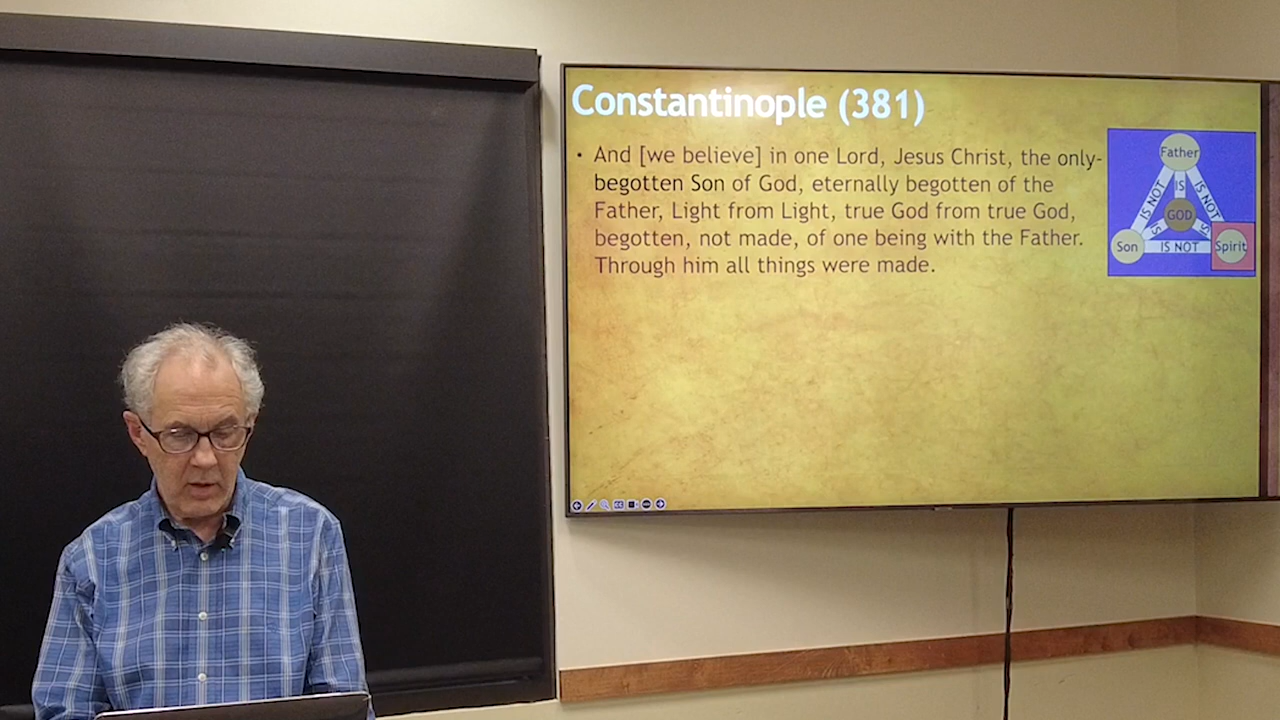 Constantinople (381)
· And [we believe] in one Lord, Jesus Christ, the only-
begotten Son of God, eternally begotten of the
Father, Light from Light, true God from true God,
begotten, not made, of one being with the Father.
Through him all things were made.
Father
IS NOT
IS
IS NOT
GOD
IS
IS
Son
IS NOT
Spirit